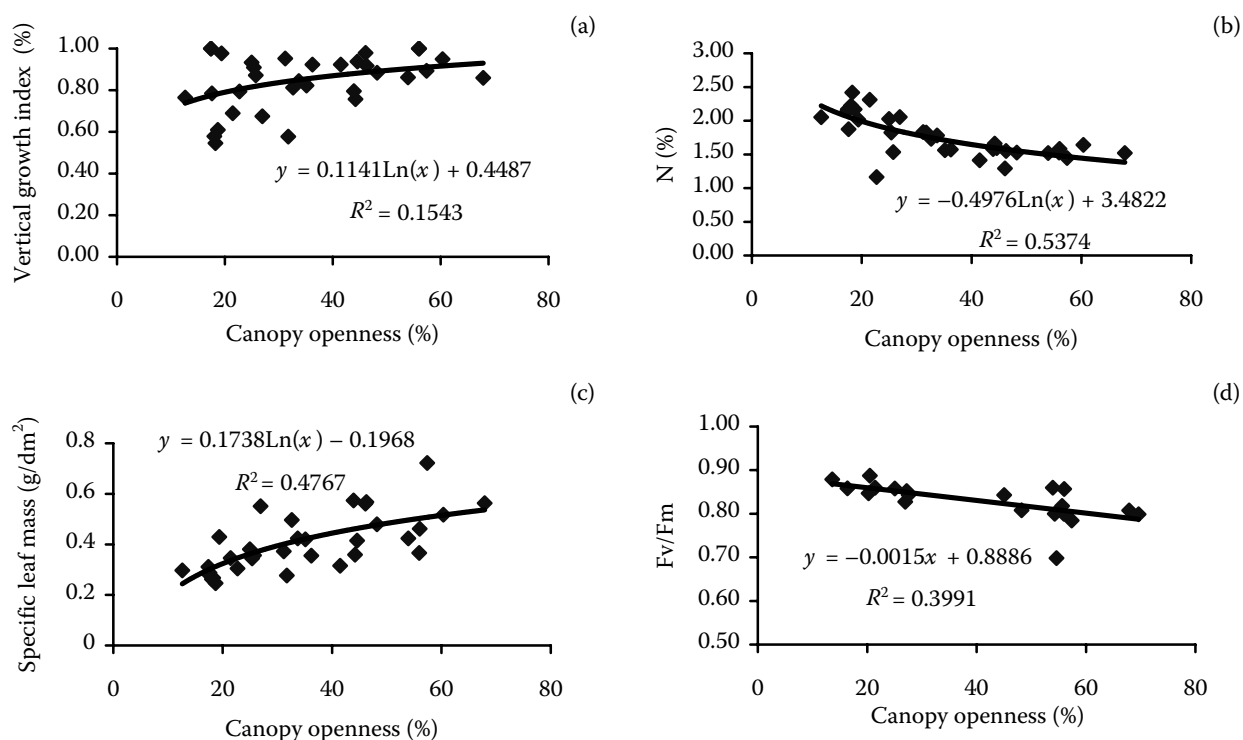 (a)
Vertical growth index (%)
1.00
0.80
0.60
0.40
0.20
0.00
y = 0.1141Ln(x) + 0.4487
R² = 0.1543
0 20 40 60 80
Canopy openness (%)
(b)
N (%)
3.00
2.50
2.00
1.50
1.00
0.50
0.00
y = −0.4976Ln(x) + 3.4822
R² = 0.5374
0 20 40 60 80
Canopy openness (%)
(c)
Specific leaf mass (g/dm²)
0.8
0.6
0.4
0.2
0
y = 0.1738Ln(x) – 0.1968
R² = 0.4767
0 20 40 60 80
Canopy openness (%)
(d)
Fv/Fm
1.00
0.90
0.80
0.70
0.60
0.50
y = −0.0015x + 0.8886
R² = 0.3991
0 20 40 60 80
Canopy openness (%)